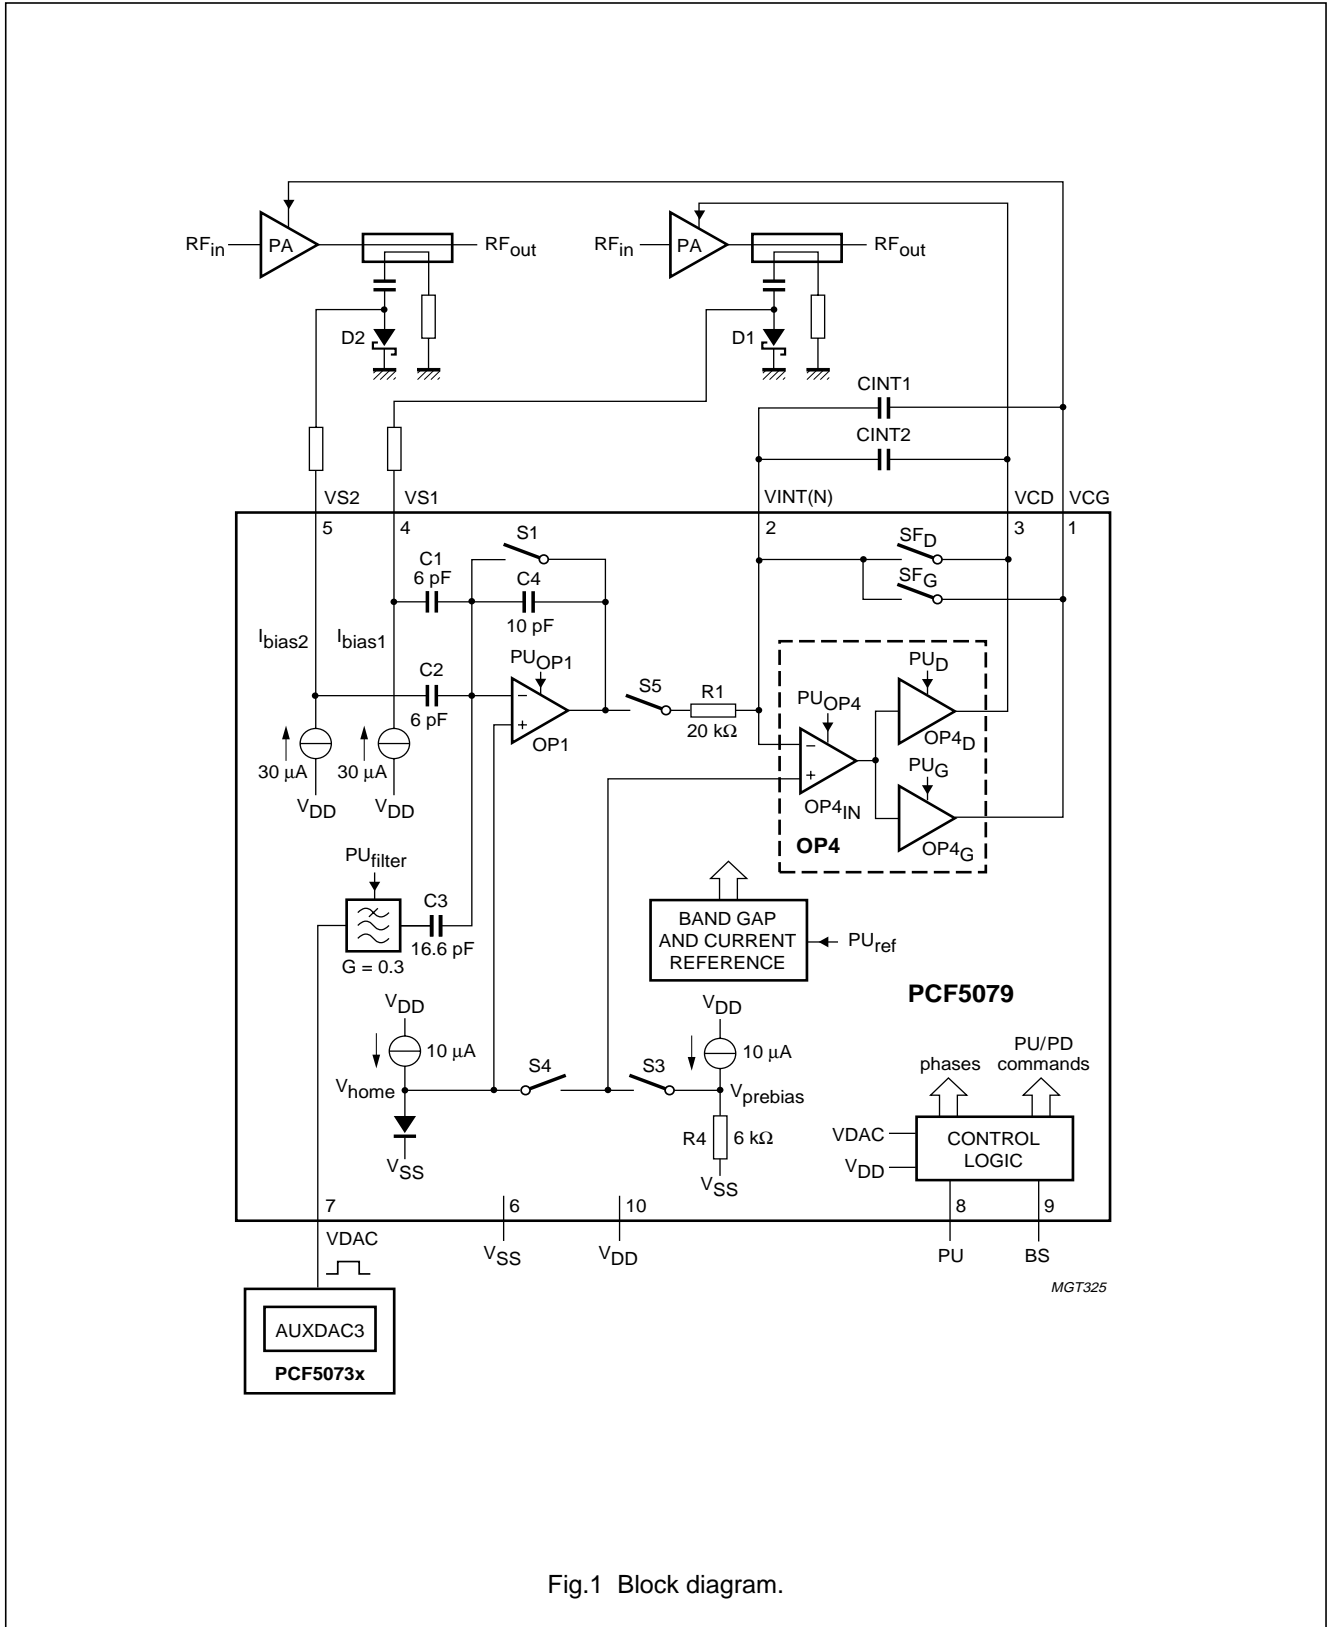 RFin
PA
RFout
RFin
PA
RFout
D2
D1
CINT1
CINT2
VS2
VS1
VINT(N)
VCD
VCG
5
4
2
3
1
S1
SFD
C1
6 pF
C4
SFG
10 pF
Ibias2
Ibias1
PUOP1
PUD
C2
S5
R1
PUOP4
−
−
6 pF
+
20 kΩ
OP4D
OP1
PUG
30 µA
30 µA
+
VDD
VDD
OP4IN
OP4
OP4G
PUfilter
C3
BAND GAP
AND CURRENT
REFERENCE
PUref
16.6 pF
G = 0.3
PCF5079
VDD
VDD
10 µA
10 µA
phases
PU/PD
commands
S4
S3
Vhome
Vprebias
R4
6 kΩ
VDAC
CONTROL
LOGIC
VDD
VSS
VSS
7
6
10
8
9
VDAC
VSS
VDD
PU
BS
MGT325
AUXDAC3
PCF5073x
Fig.1 Block diagram.